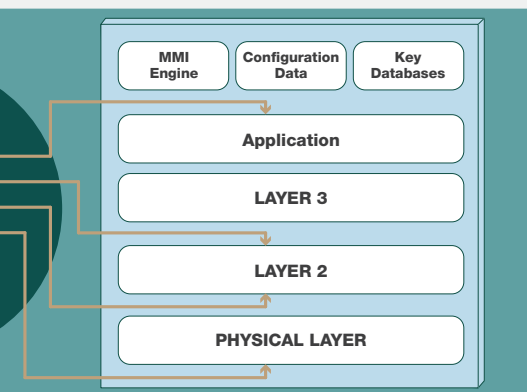 MMI
Engine
Configuration
Data
Key
Databases
Application
LAYER 3
LAYER 2
PHYSICAL LAYER